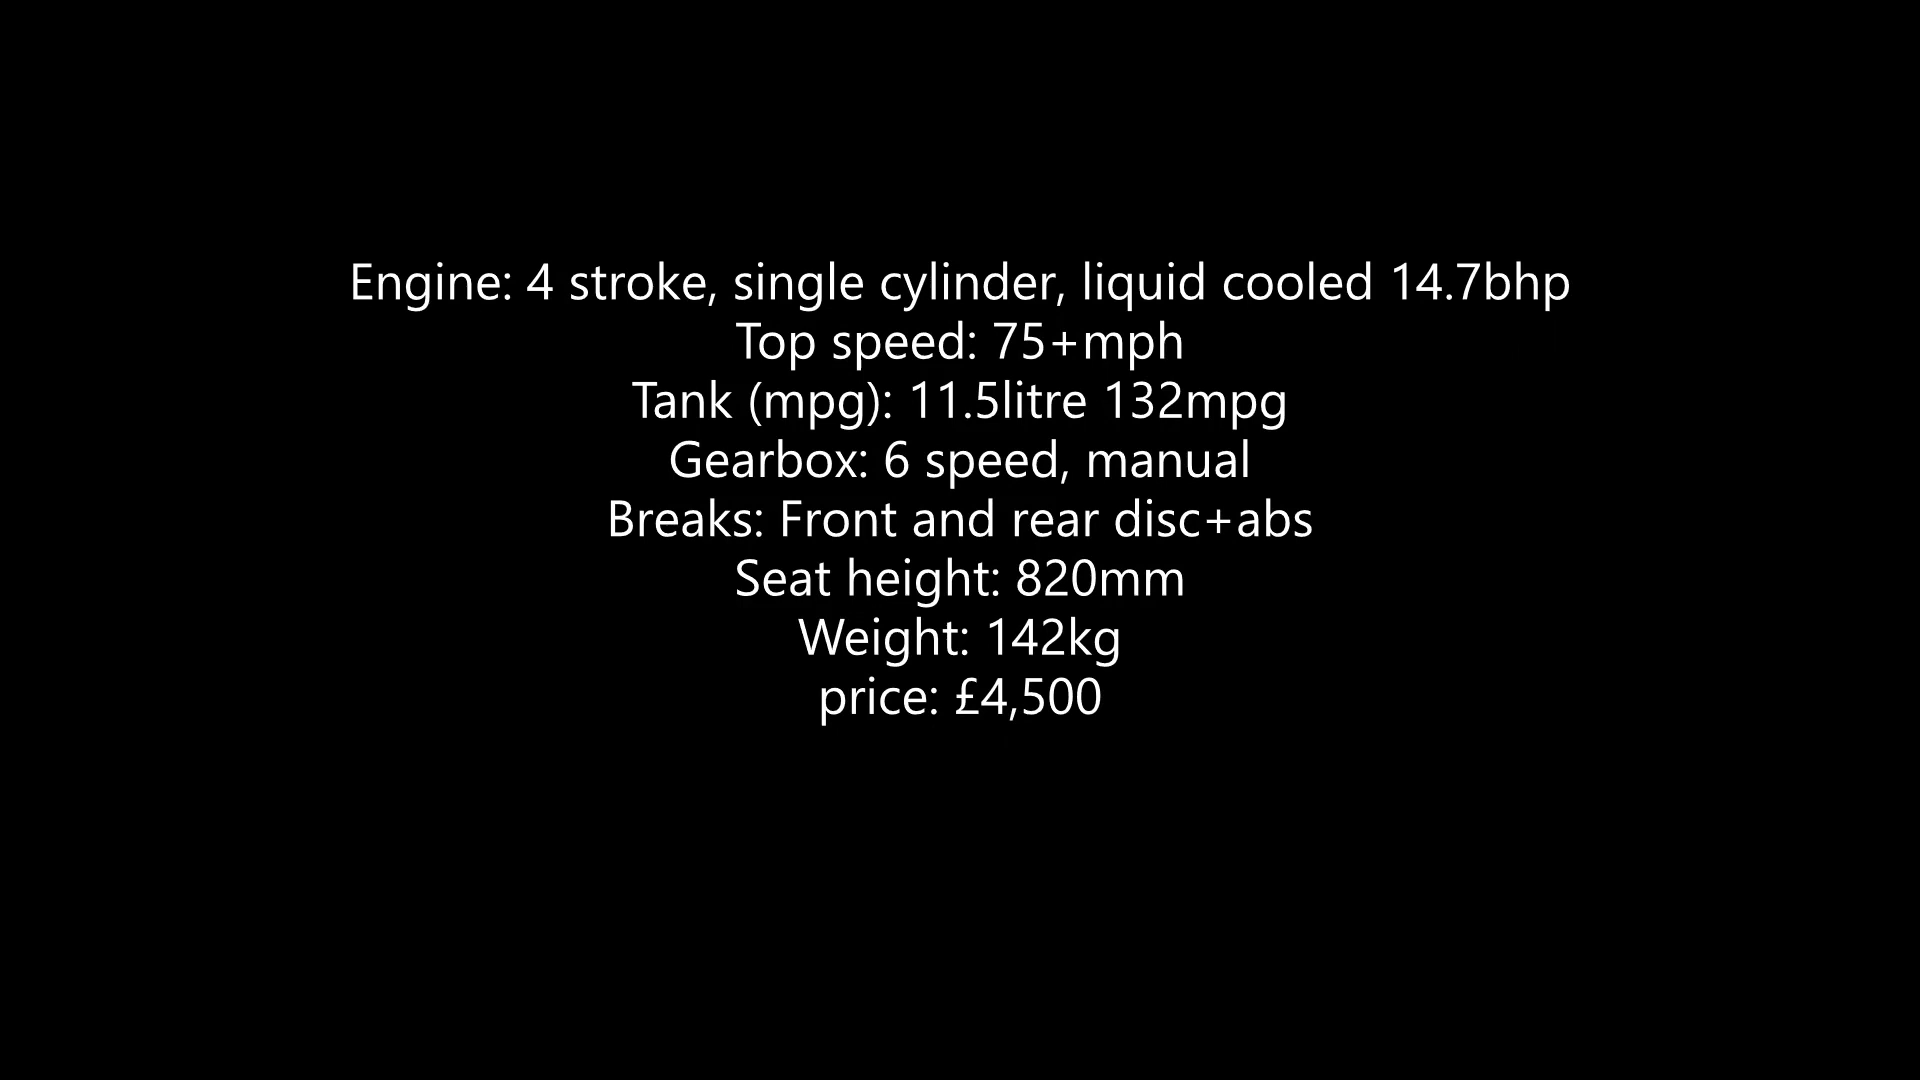 Engine: 4 stroke, single cylinder, liquid cooled 14.7bhp
Top speed: 75+mph
Tank (mpg): 11.5litre 132mpg
Gearbox: 6 speed, manual
Breaks: Front and rear disc+abs
Seat height: 820mm
Weight: 142kg
price: £4,500